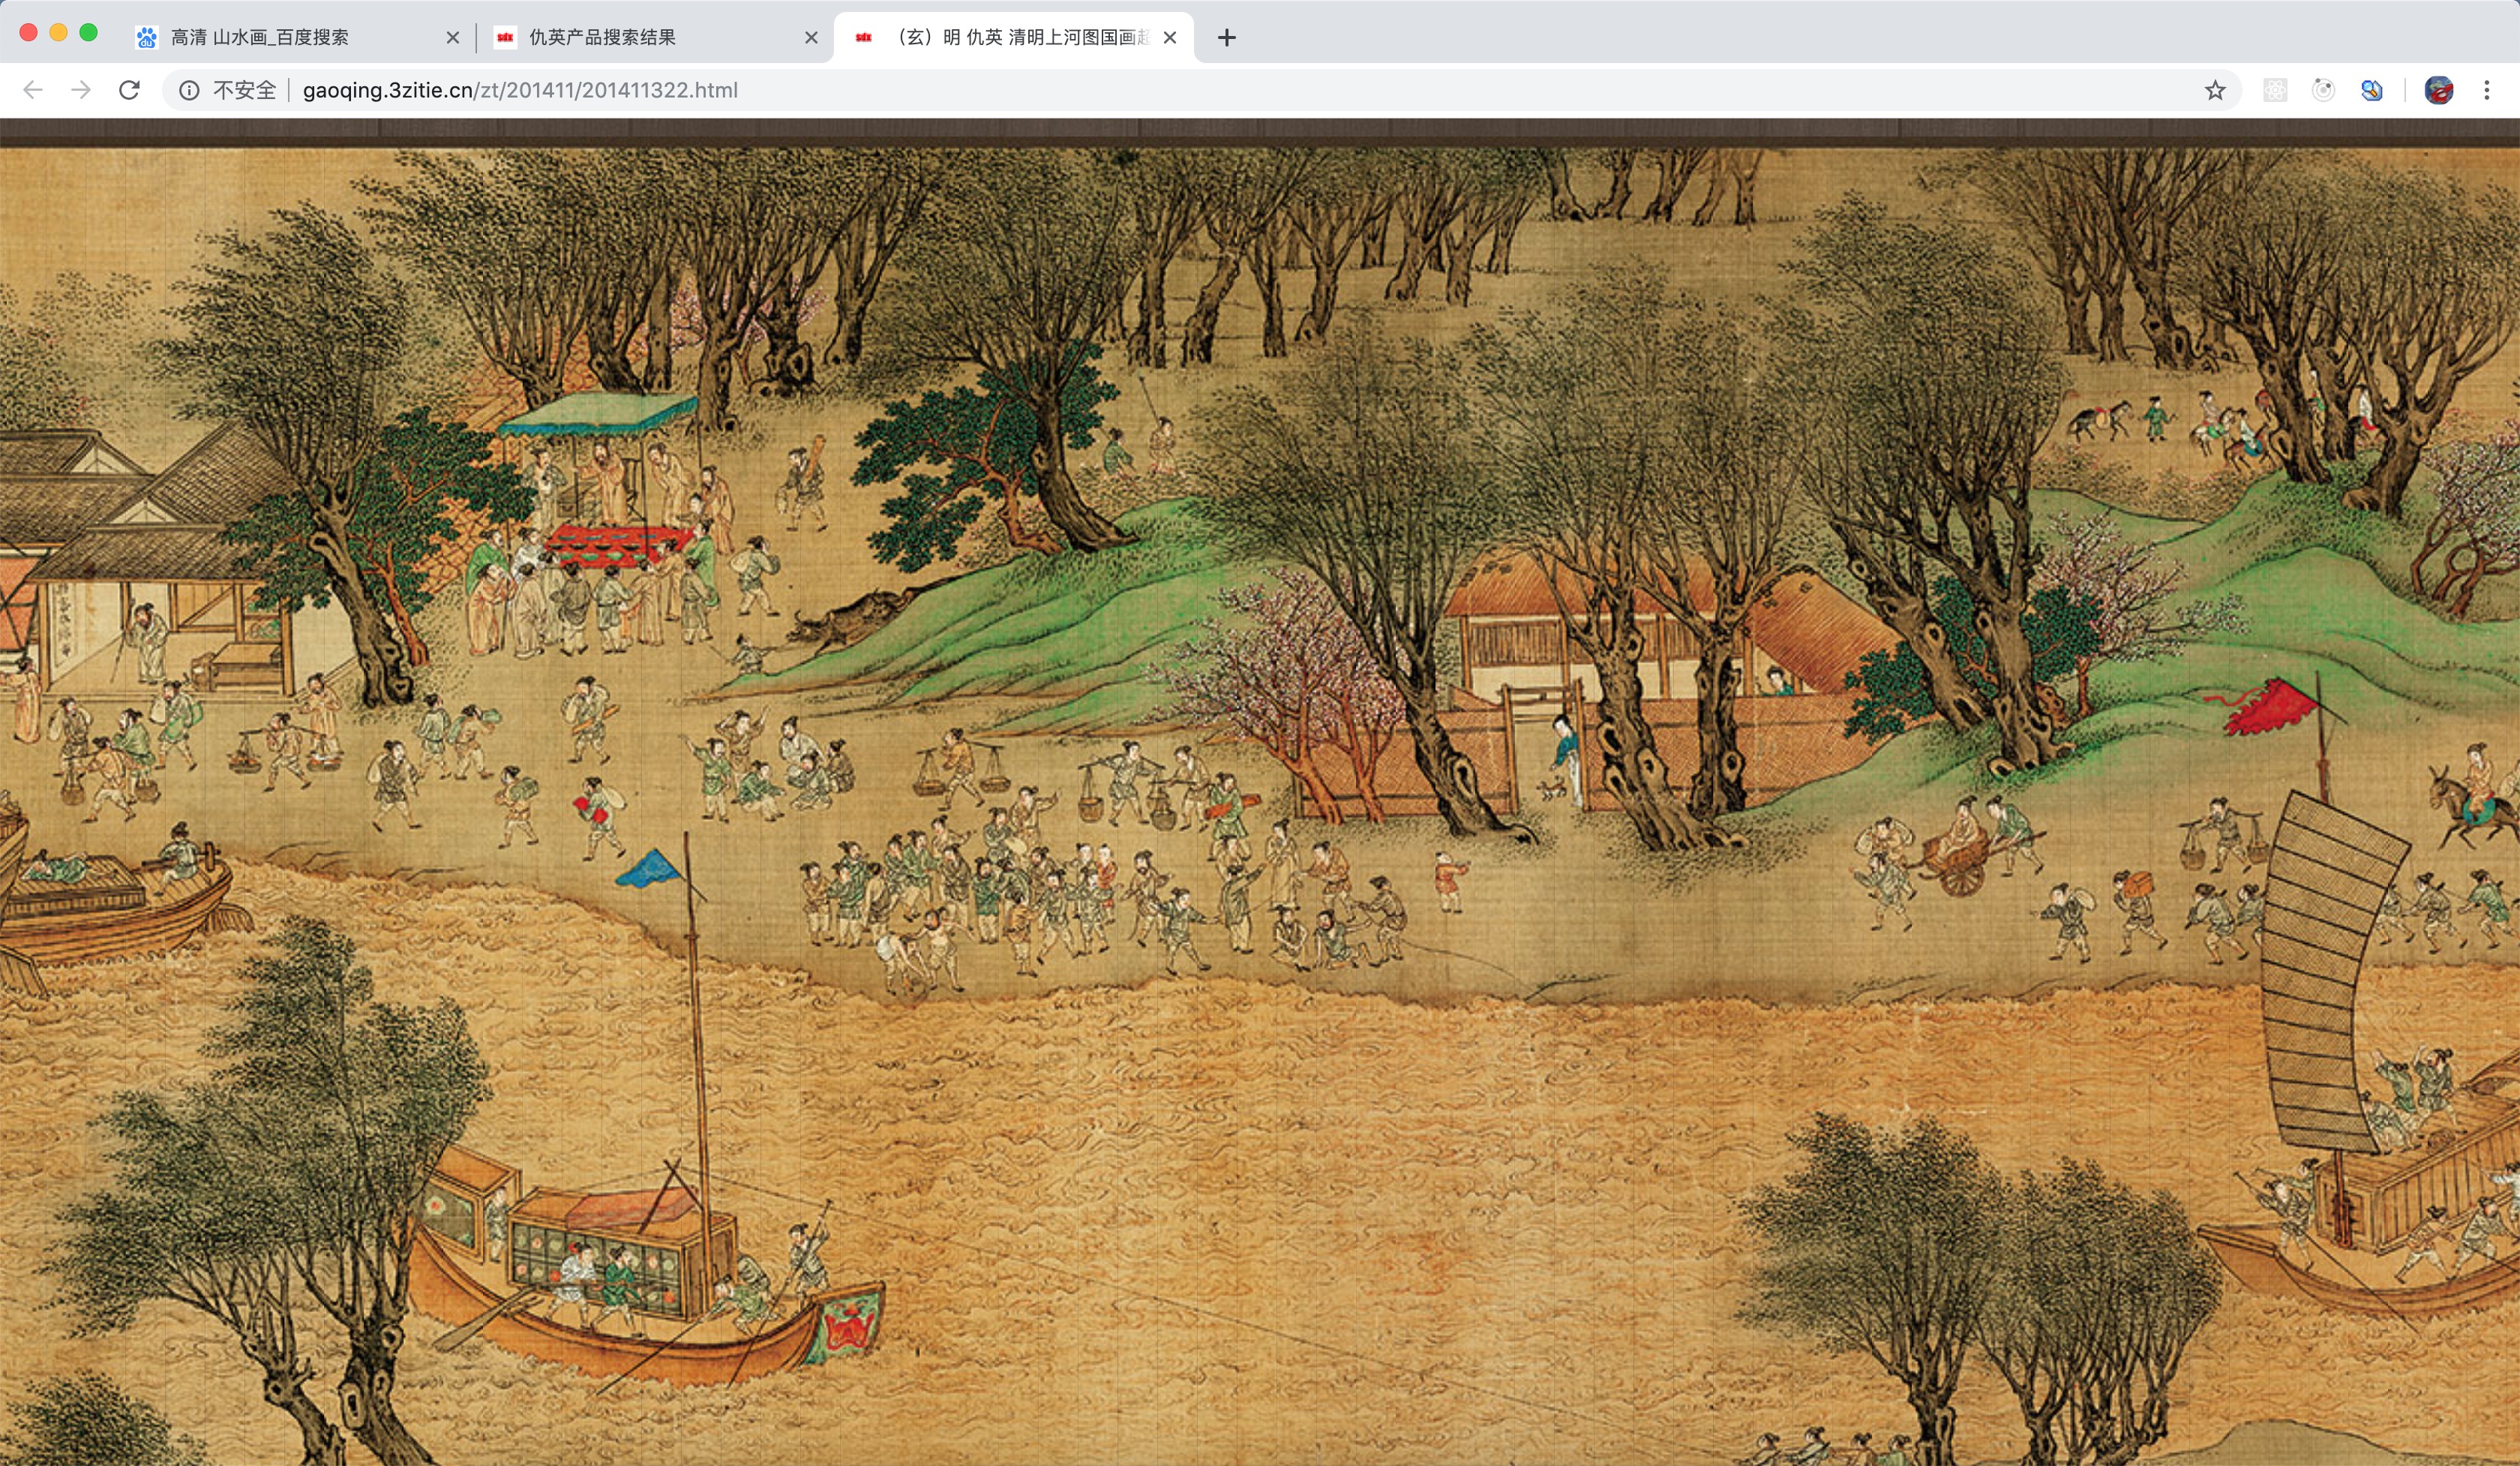 高清 山水画_百度搜索
仇英产品搜索结果
（玄）明 仇英 清明上河图国画超
不安全
gaoqing.3zitie.cn/zt/201411/201411322.html